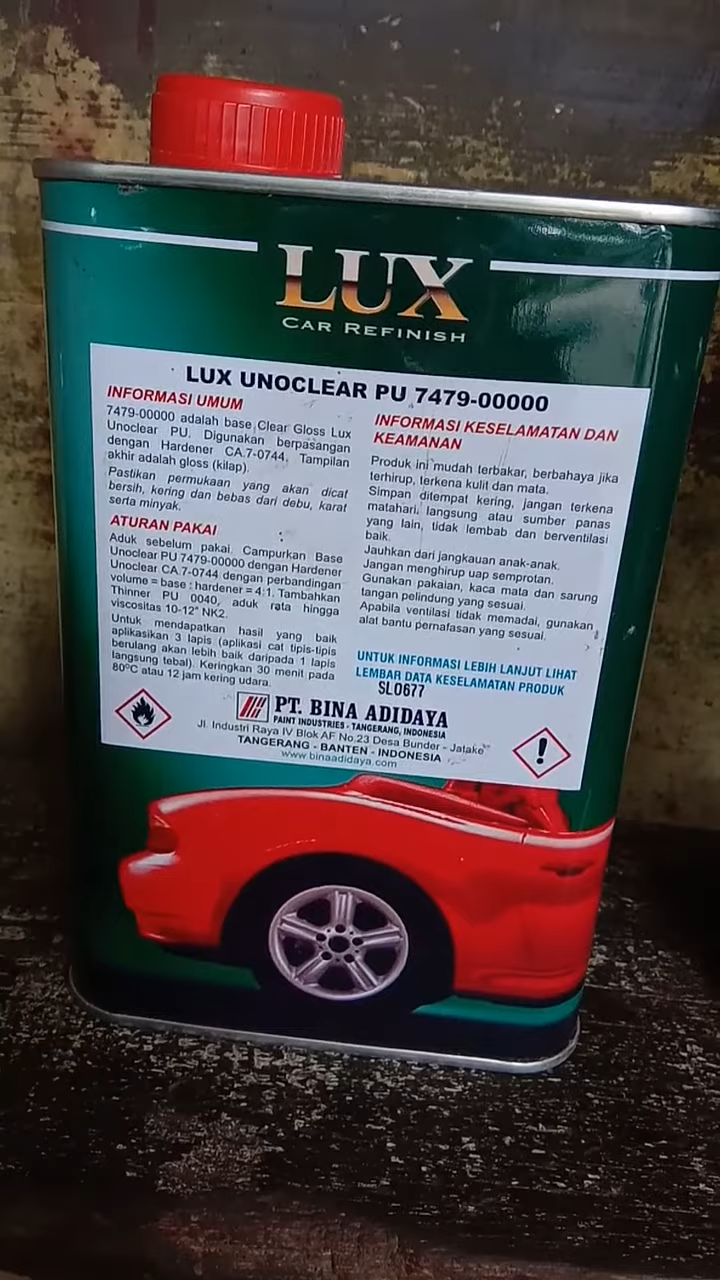 LUX
CAR REFINISH
LUX UNOCLEAR PU 7479-00000
INFORMASI UMUM
7479-00000 adalah base Clear Gloss Lux
Unoclear PU. Digunakan berpasangan
dengan Hardener CA.7-0744. Tampilan
akhir adalah gloss (kilap).
Pastikan permukaan yang akan dicat
bersih, kering dan bebas dari debu, karat
serta minyak.
ATURAN PAKAI
Aduk sebelum pakai. Campurkan Base
Unoclear PU 7479-00000 dengan Hardener
Unoclear CA.7-0744 dengan perbandingan
volume = base : hardener = 4:1. Tambahkan
Thinner PU 0040, aduk rata hingga
viscositas 10-12" NK2.
Untuk mendapatkan hasil yang baik
aplikasikan 3 lapis (aplikasi cat tipis-tipis
berulang akan lebih baik daripada 1 lapis
langsung tebal). Keringkan 30 menit pada
80ºC atau 12 jam kering udara.
INFORMASI KESELAMATAN DAN
KEAMANAN
Produk ini mudah terbakar, berbahaya jika
terhirup, terkena kulit dan mata.
Simpan ditempat kering, jangan terkena
matahari langsung atau sumber panas
yang lain, tidak lembab dan berventilasi
baik.
Jauhkan dari jangkauan anak-anak.
Jangan menghirup uap semprotan.
Gunakan pakaian, kaca mata dan sarung
tangan pelindung yang sesuai.
Apabila ventilasi tidak memadai, gunakan
alat bantu pernafasan yang sesuai.
UNTUK INFORMASI LEBIH LANJUT LIHAT
LEMBAR DATA KESELAMATAN PRODUK
SL0677
PT. BINA ADIDAYA
PAINT INDUSTRIES - TANGERANG, INDONESIA
Jl. Industri Raya IV Blok AF No.23 Desa Bunder - Jatake
TANGERANG - BANTEN - INDONESIA
www.binaadidaya.com